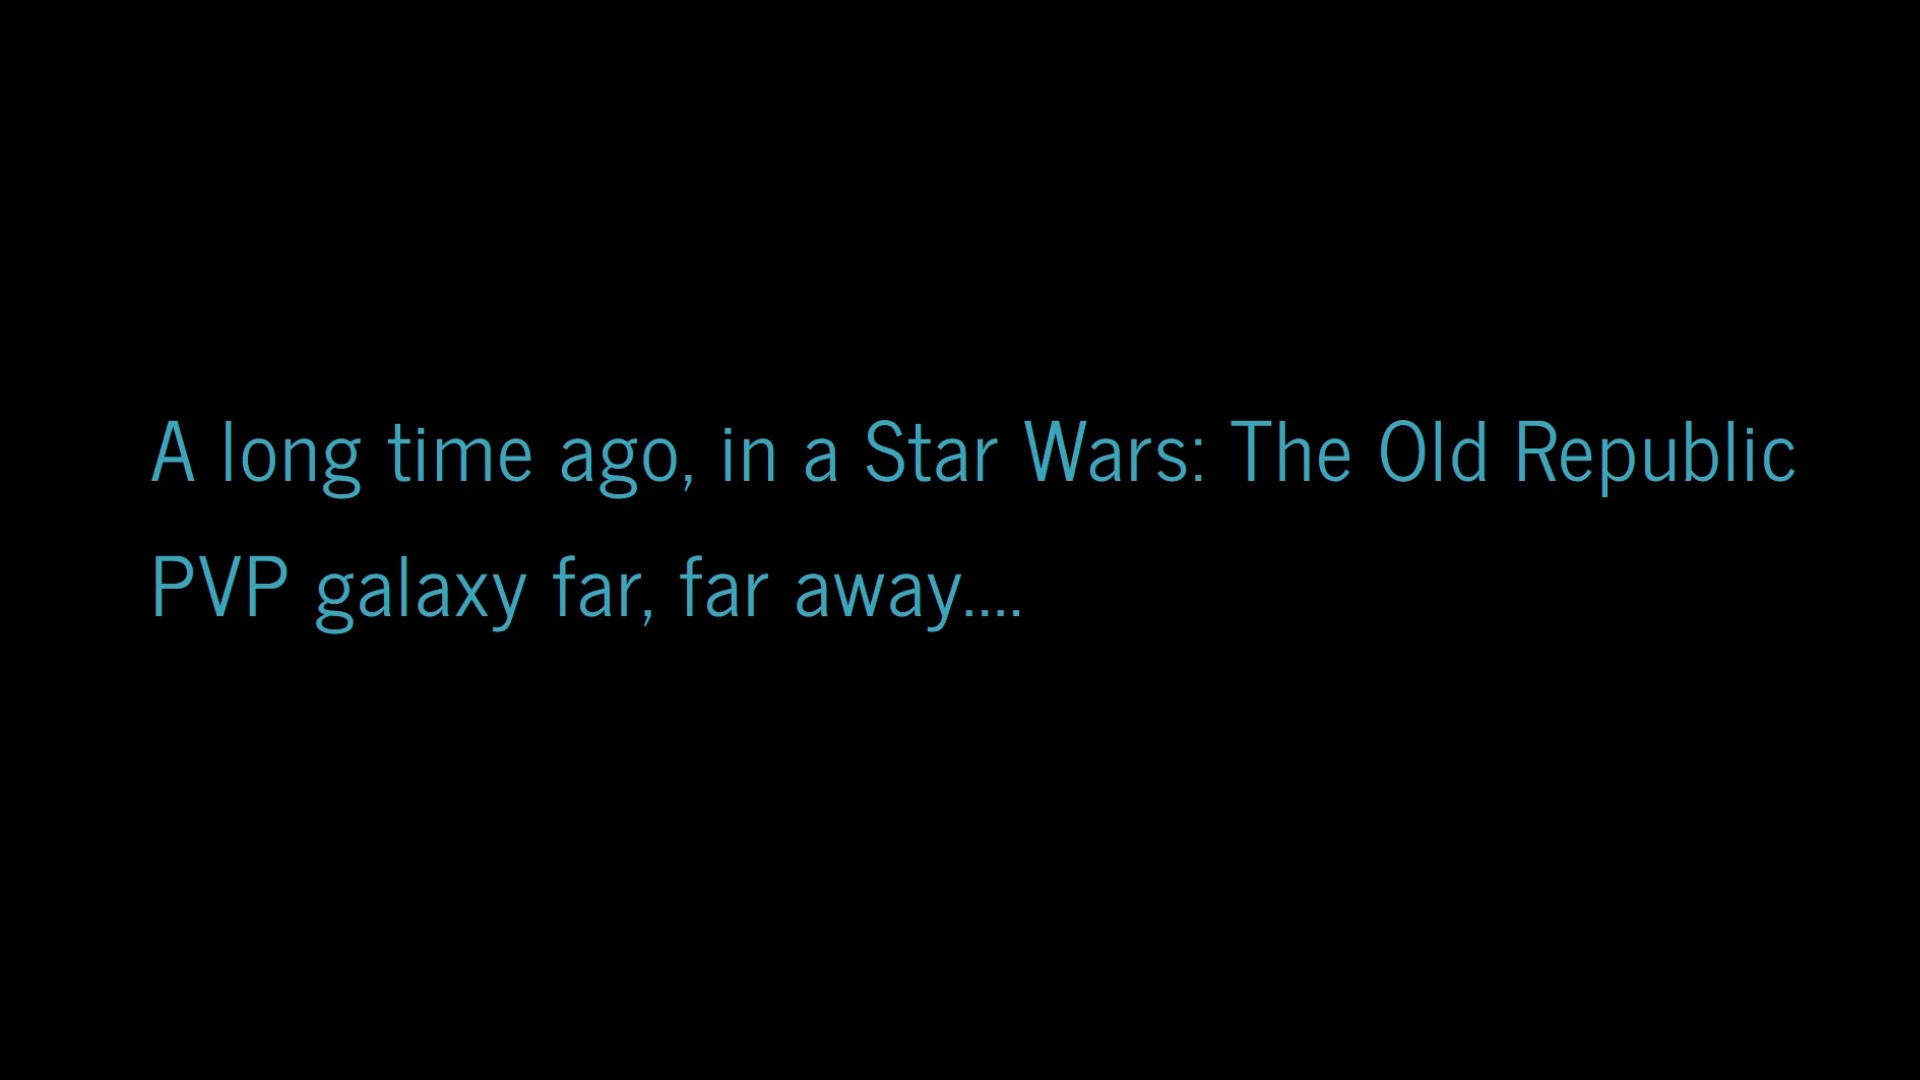 A long time ago, in a Star Wars: The Old Republic
PVP galaxy far, far away....